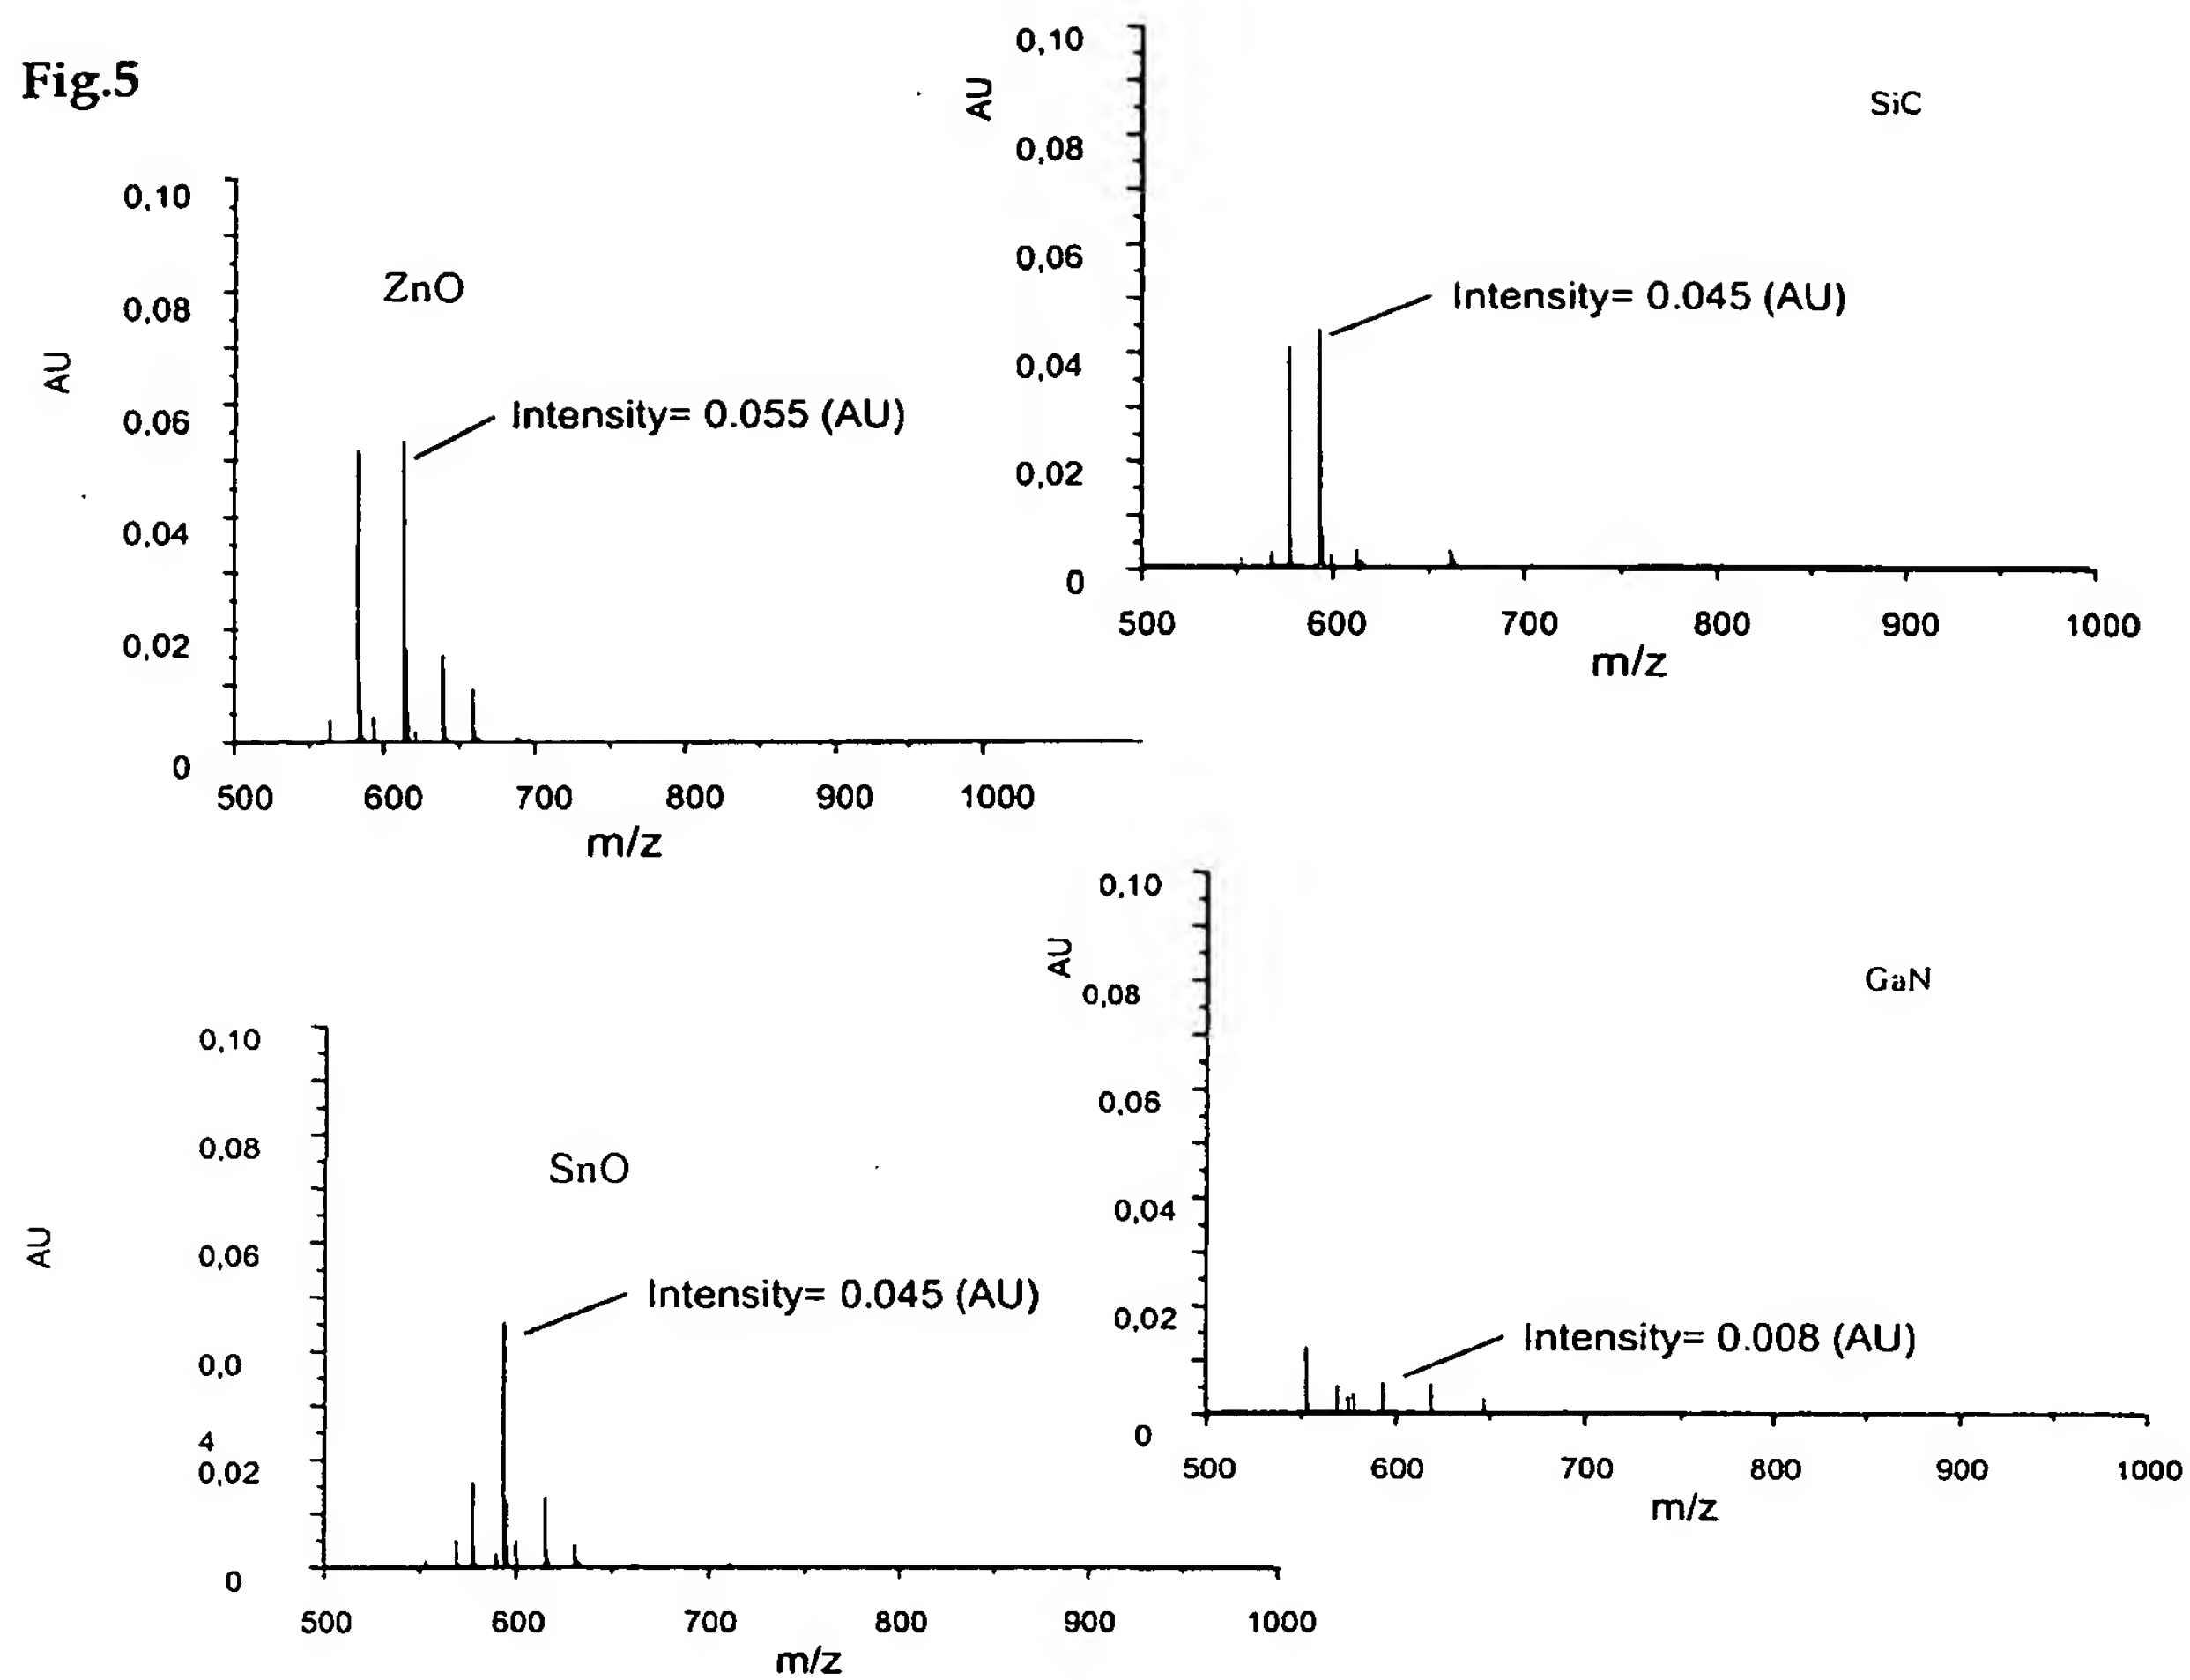 Fig.5
0,10
0,08
0,06
0,04
0,02
0
AU
ZnO
Intensity= 0.055 (AU)
500 600 700 800 900 1000
m/z
0,10
0,08
0,06
0,04
0,02
0
AU
SiC
Intensity= 0.045 (AU)
500 600 700 800 900 1000
m/z
0,10
0,08
0,06
0,0
4
0,02
0
AU
SnO
Intensity= 0.045 (AU)
500 600 700 800 900 1000
m/z
0,10
0,08
0,06
0,04
0,02
0
AU
GaN
Intensity= 0.008 (AU)
500 600 700 800 900 1000
m/z